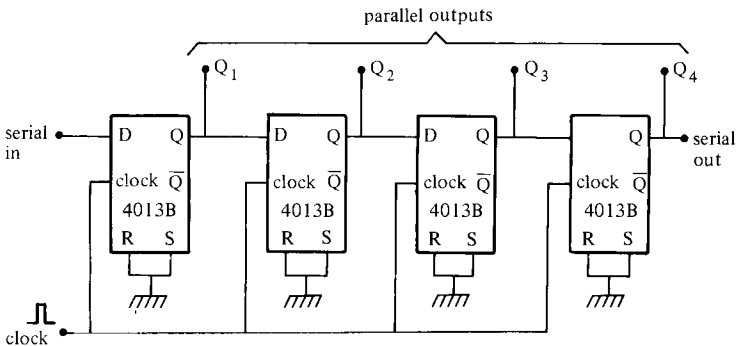 parallel outputs
Q1 Q2 Q3 Q4
serial in
D Q D Q D Q Q
serial out
clock Q̅ clock Q̅ clock Q̅ clock Q̅
4013B 4013B 4013B 4013B
R S R S R S R S
clock